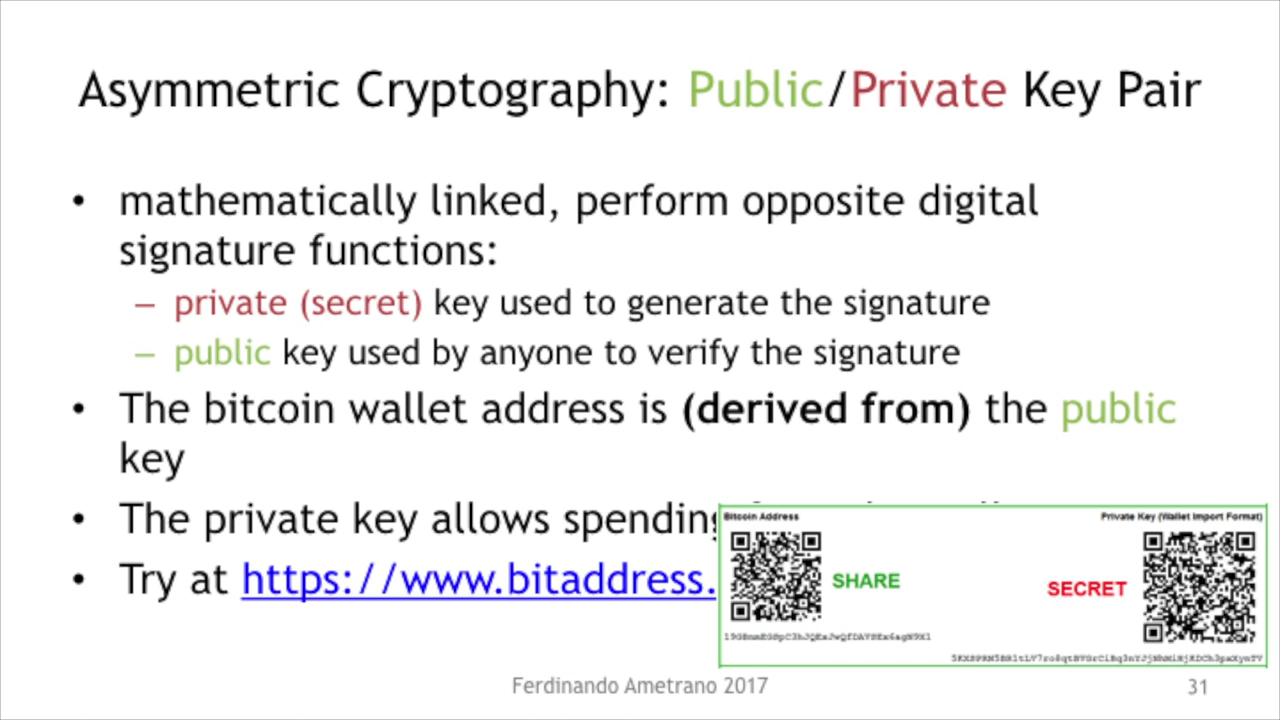 Asymmetric Cryptography: Public/Private Key Pair
• mathematically linked, perform opposite digital
signature functions:
– private (secret) key used to generate the signature
– public key used by anyone to verify the signature
• The bitcoin wallet address is (derived from) the public
key
• The private key allows spending
• Try at https://www.bitaddress.
Bitcoin Address
Private Key (Wallet Import Format)
SHARE
SECRET
Ferdinando Ametrano 2017
31